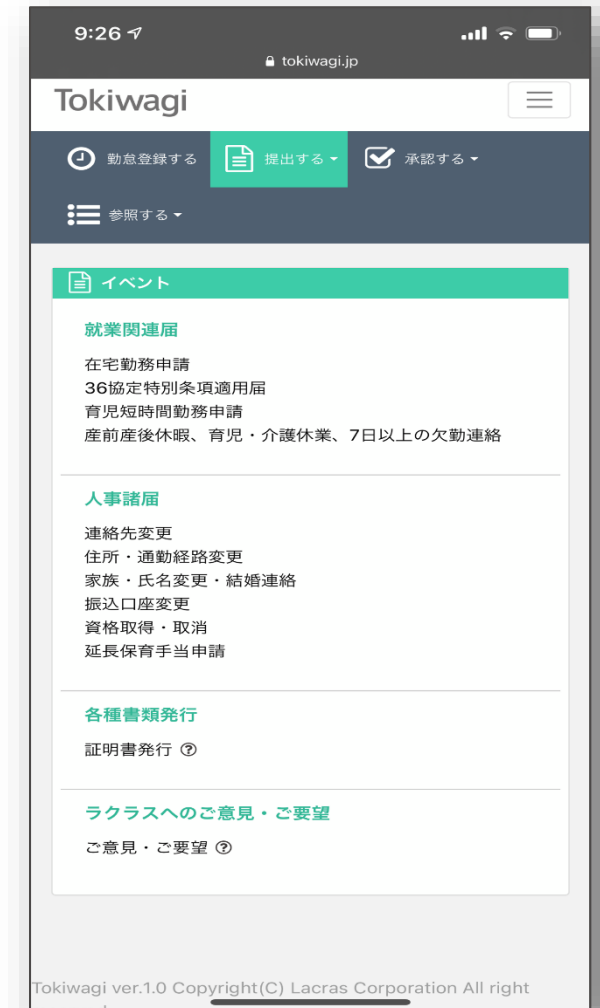 9:26
tokiwagi.jp
Tokiwagi
勤怠登録する 提出する 承認する
参照する
イベント
就業関連届
在宅勤務申請
36協定特別条項適用届
育児短時間勤務申請
産前産後休暇、育児・介護休業、7日以上の欠勤連絡
人事諸届
連絡先変更
住所・通勤経路変更
家族・氏名変更・結婚連絡
振込口座変更
資格取得・取消
延長保育手当申請
各種書類発行
証明書発行 ?
ラクラスへのご意見・ご要望
ご意見・ご要望 ?
Tokiwagi ver.1.0 Copyright(C) Lacras Corporation All right